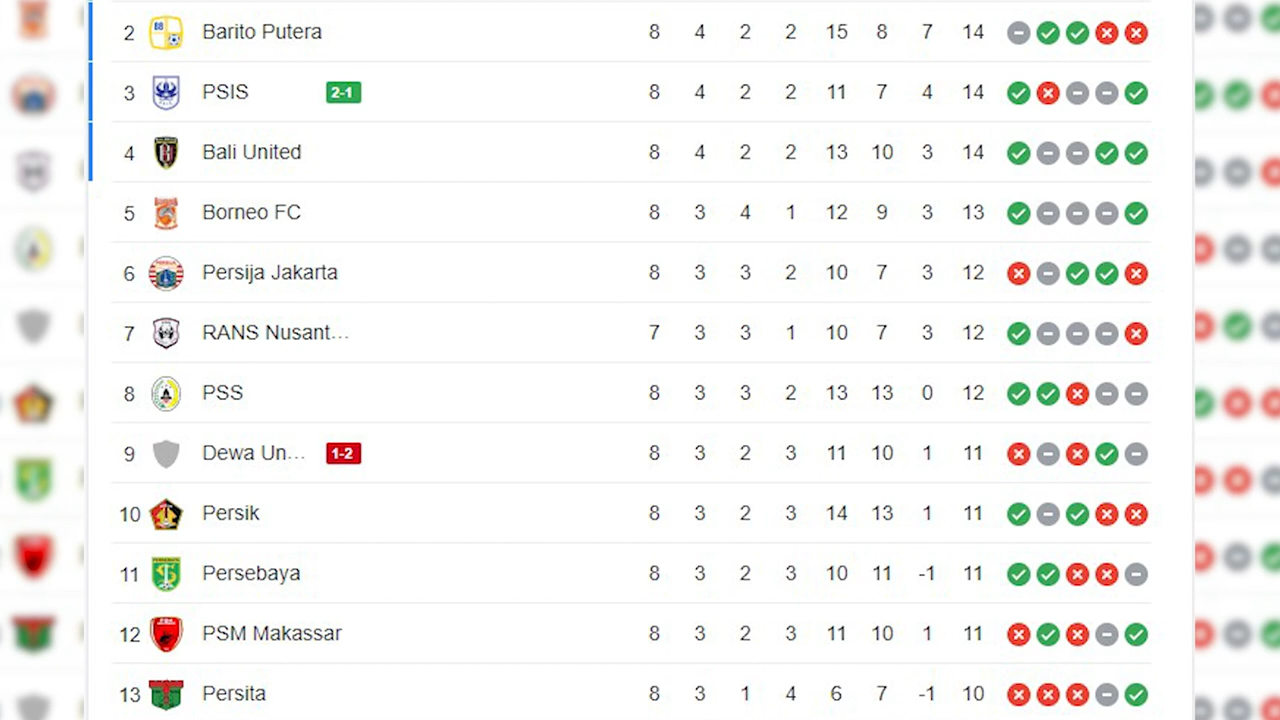 2 Barito Putera 8 4 2 2 15 8 7 14
3 PSIS 2-1 8 4 2 2 11 7 4 14
4 Bali United 8 4 2 2 13 10 3 14
5 Borneo FC 8 3 4 1 12 9 3 13
6 Persija Jakarta 8 3 3 2 10 7 3 12
7 RANS Nusant... 7 3 3 1 10 7 3 12
8 PSS 8 3 3 2 13 13 0 12
9 Dewa Un... 1-2 8 3 2 3 11 10 1 11
10 Persik 8 3 2 3 14 13 1 11
11 Persebaya 8 3 2 3 10 11 -1 11
12 PSM Makassar 8 3 2 3 11 10 1 11
13 Persita 8 3 1 4 6 7 -1 10